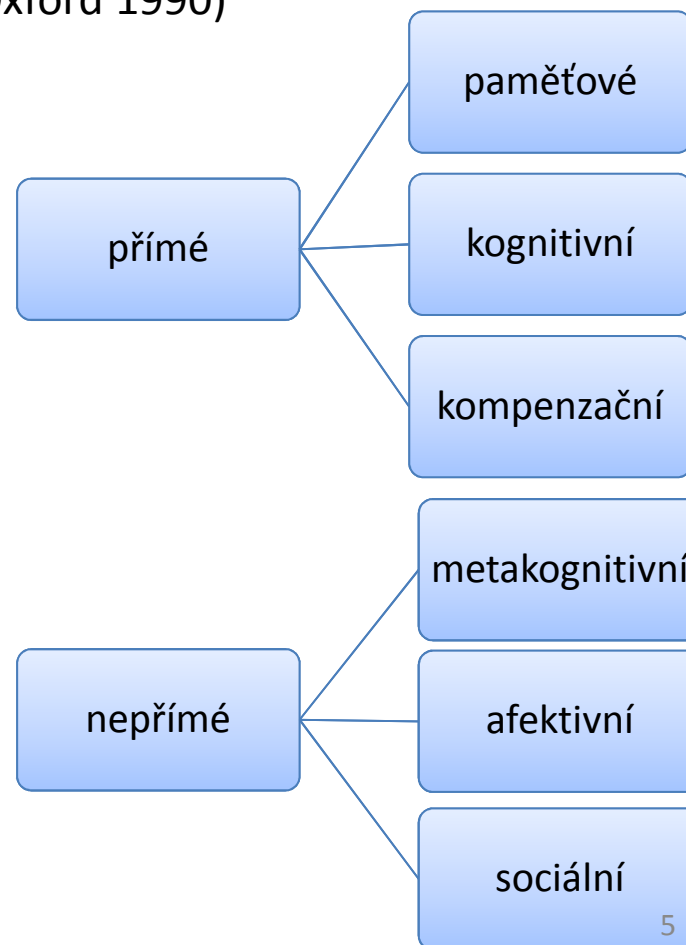 xford 1990)
přímé
paměťové
kognitivní
kompenzační
nepřímé
metakognitivní
afektivní
sociální
5